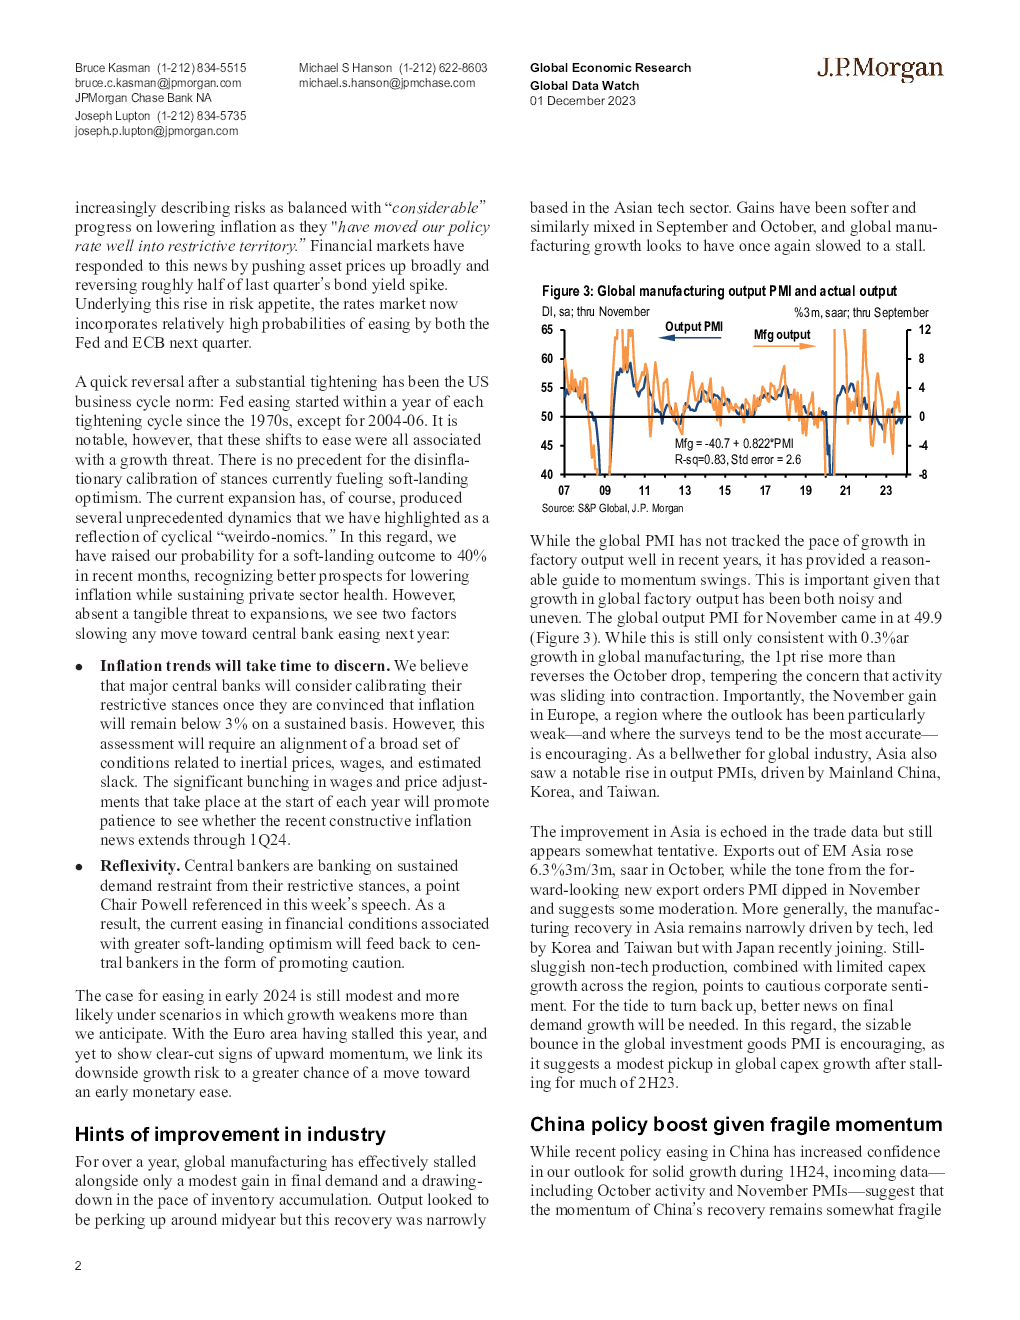 Bruce Kasman (1-212) 834-5515
bruce.c.kasman@jpmorgan.com
JPMorgan Chase Bank NA
Joseph Lupton (1-212) 834-5735
joseph.p.lupton@jpmorgan.com
Michael S Hanson (1-212) 622-8603
michael.s.hanson@jpmchase.com
Global Economic Research
Global Data Watch
01 December 2023
J.P.Morgan
increasingly describing risks as balanced with “considerable”
progress on lowering inflation as they "have moved our policy
rate well into restrictive territory.” Financial markets have
responded to this news by pushing asset prices up broadly and
reversing roughly half of last quarter’s bond yield spike.
Underlying this rise in risk appetite, the rates market now
incorporates relatively high probabilities of easing by both the
Fed and ECB next quarter.
A quick reversal after a substantial tightening has been the US
business cycle norm: Fed easing started within a year of each
tightening cycle since the 1970s, except for 2004-06. It is
notable, however, that these shifts to ease were all associated
with a growth threat. There is no precedent for the disinfla-
tionary calibration of stances currently fueling soft-landing
optimism. The current expansion has, of course, produced
several unprecedented dynamics that we have highlighted as a
reflection of cyclical “weirdo-nomics.” In this regard, we
have raised our probability for a soft-landing outcome to 40%
in recent months, recognizing better prospects for lowering
inflation while sustaining private sector health. However,
absent a tangible threat to expansions, we see two factors
slowing any move toward central bank easing next year:
● Inflation trends will take time to discern. We believe
that major central banks will consider calibrating their
restrictive stances once they are convinced that inflation
will remain below 3% on a sustained basis. However, this
assessment will require an alignment of a broad set of
conditions related to inertial prices, wages, and estimated
slack. The significant bunching in wages and price adjust-
ments that take place at the start of each year will promote
patience to see whether the recent constructive inflation
news extends through 1Q24.
● Reflexivity. Central bankers are banking on sustained
demand restraint from their restrictive stances, a point
Chair Powell referenced in this week’s speech. As a
result, the current easing in financial conditions associated
with greater soft-landing optimism will feed back to cen-
tral bankers in the form of promoting caution.
The case for easing in early 2024 is still modest and more
likely under scenarios in which growth weakens more than
we anticipate. With the Euro area having stalled this year, and
yet to show clear-cut signs of upward momentum, we link its
downside growth risk to a greater chance of a move toward
an early monetary ease.
Hints of improvement in industry
For over a year, global manufacturing has effectively stalled
alongside only a modest gain in final demand and a drawing-
down in the pace of inventory accumulation. Output looked to
be perking up around midyear but this recovery was narrowly
based in the Asian tech sector. Gains have been softer and
similarly mixed in September and October, and global manu-
facturing growth looks to have once again slowed to a stall.
Figure 3: Global manufacturing output PMI and actual output
DI, sa; thru November %3m, saar; thru September
65 60 55 50 45 40
Output PMI
Mfg output
12 8 4 0 -4 -8
Mfg = -40.7 + 0.822*PMI
R-sq=0.83, Std error = 2.6
07 09 11 13 15 17 19 21 23
Source: S&P Global, J.P. Morgan
While the global PMI has not tracked the pace of growth in
factory output well in recent years, it has provided a reason-
able guide to momentum swings. This is important given that
growth in global factory output has been both noisy and
uneven. The global output PMI for November came in at 49.9
(Figure 3). While this is still only consistent with 0.3%ar
growth in global manufacturing, the 1pt rise more than
reverses the October drop, tempering the concern that activity
was sliding into contraction. Importantly, the November gain
in Europe, a region where the outlook has been particularly
weak—and where the surveys tend to be the most accurate—
is encouraging. As a bellwether for global industry, Asia also
saw a notable rise in output PMIs, driven by Mainland China,
Korea, and Taiwan.
The improvement in Asia is echoed in the trade data but still
appears somewhat tentative. Exports out of EM Asia rose
6.3%3m/3m, saar in October, while the tone from the for-
ward-looking new export orders PMI dipped in November
and suggests some moderation. More generally, the manufac-
turing recovery in Asia remains narrowly driven by tech, led
by Korea and Taiwan but with Japan recently joining. Still-
sluggish non-tech production, combined with limited capex
growth across the region, points to cautious corporate senti-
ment. For the tide to turn back up, better news on final
demand growth will be needed. In this regard, the sizable
bounce in the global investment goods PMI is encouraging, as
it suggests a modest pickup in global capex growth after stall-
ing for much of 2H23.
China policy boost given fragile momentum
While recent policy easing in China has increased confidence
in our outlook for solid growth during 1H24, incoming data—
including October activity and November PMIs—suggest that
the momentum of China’s recovery remains somewhat fragile
2